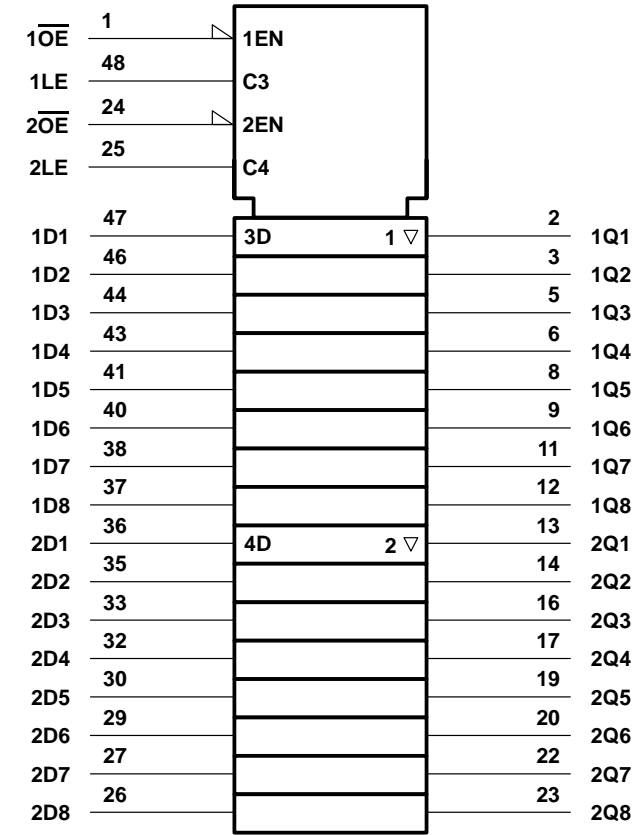 1O̅E̅ 1 1EN
1LE 48 C3
2O̅E̅ 24 2EN
2LE 25 C4
1D1 47 3D 1 ▽ 2 1Q1
1D2 46 3 1Q2
1D3 44 5 1Q3
1D4 43 6 1Q4
1D5 41 8 1Q5
1D6 40 9 1Q6
1D7 38 11 1Q7
1D8 37 12 1Q8
2D1 36 4D 2 ▽ 13 2Q1
2D2 35 14 2Q2
2D3 33 16 2Q3
2D4 32 17 2Q4
2D5 30 19 2Q5
2D6 29 20 2Q6
2D7 27 22 2Q7
2D8 26 23 2Q8